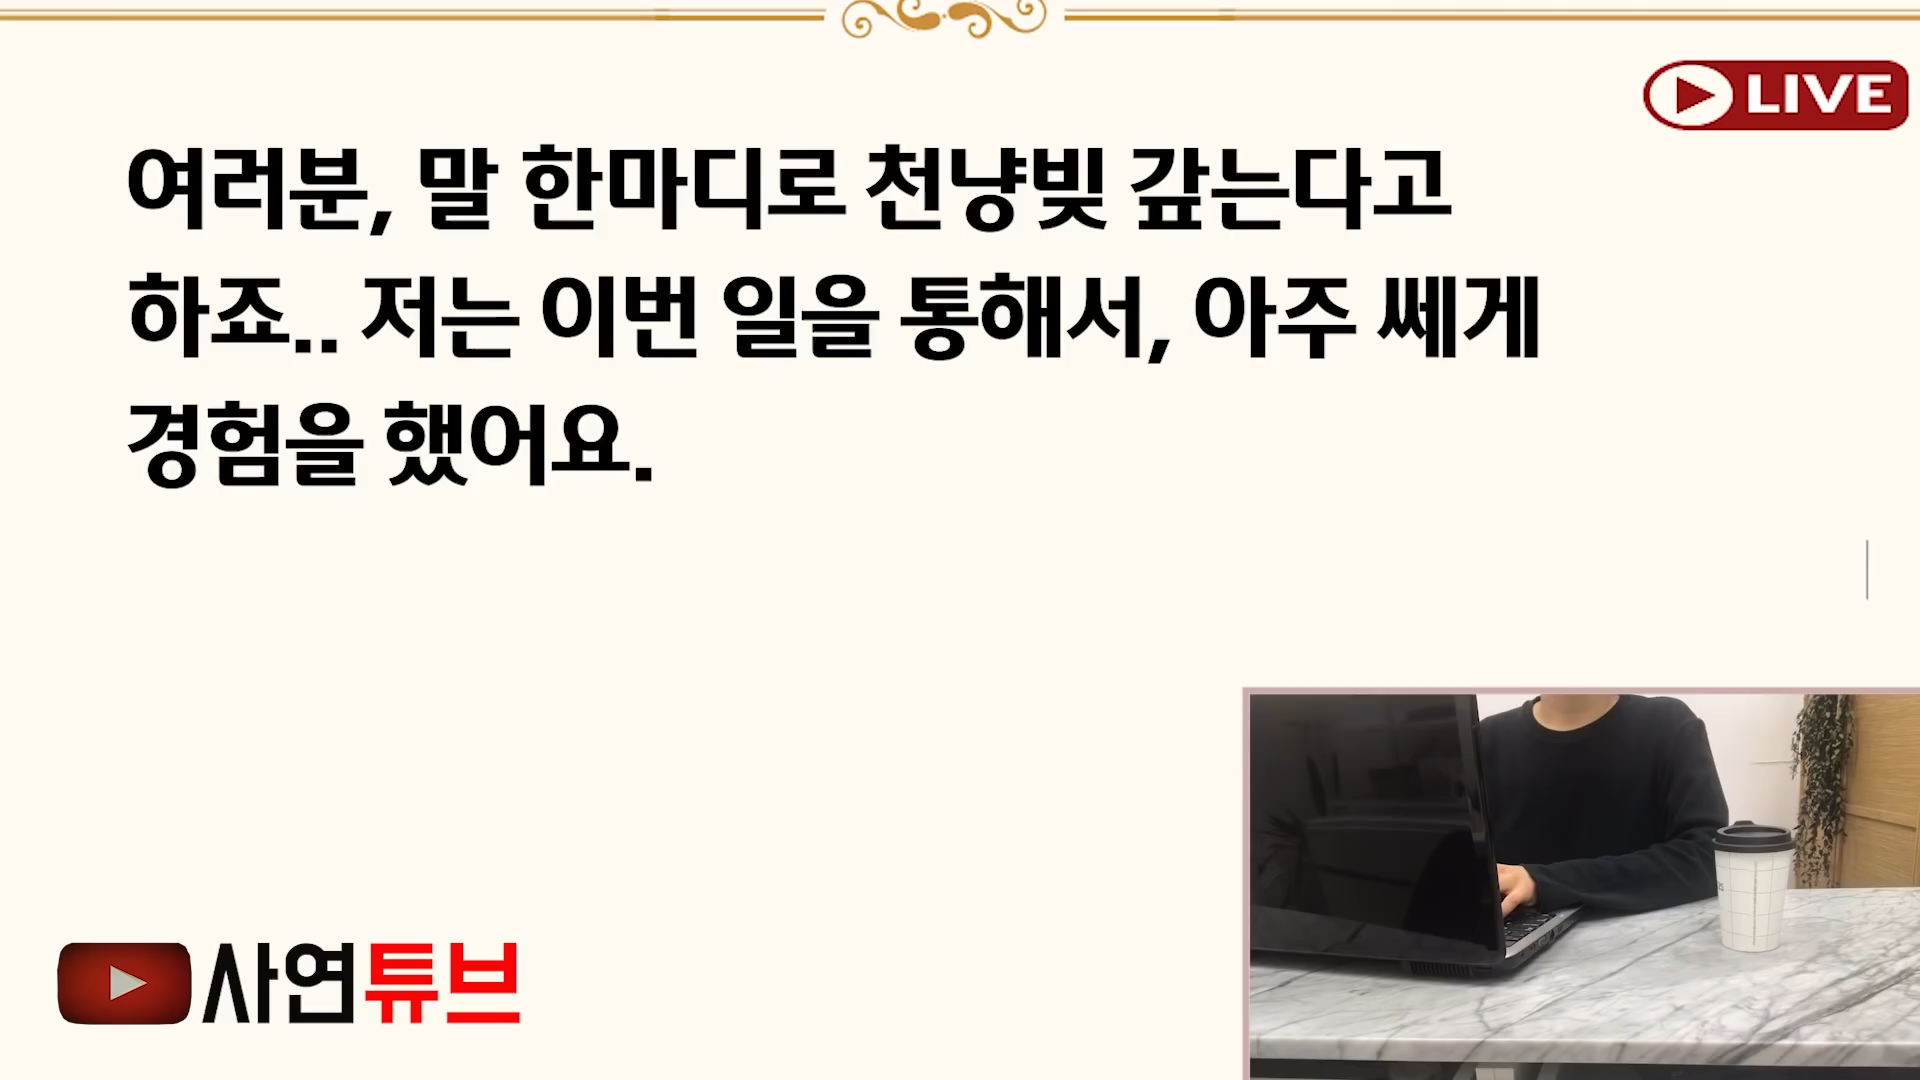 LIVE
여러분, 말 한마디로 천냥빚 갚는다고
하죠.. 저는 이번 일을 통해서, 아주 쎄게
경험을 했어요.
사연튜브